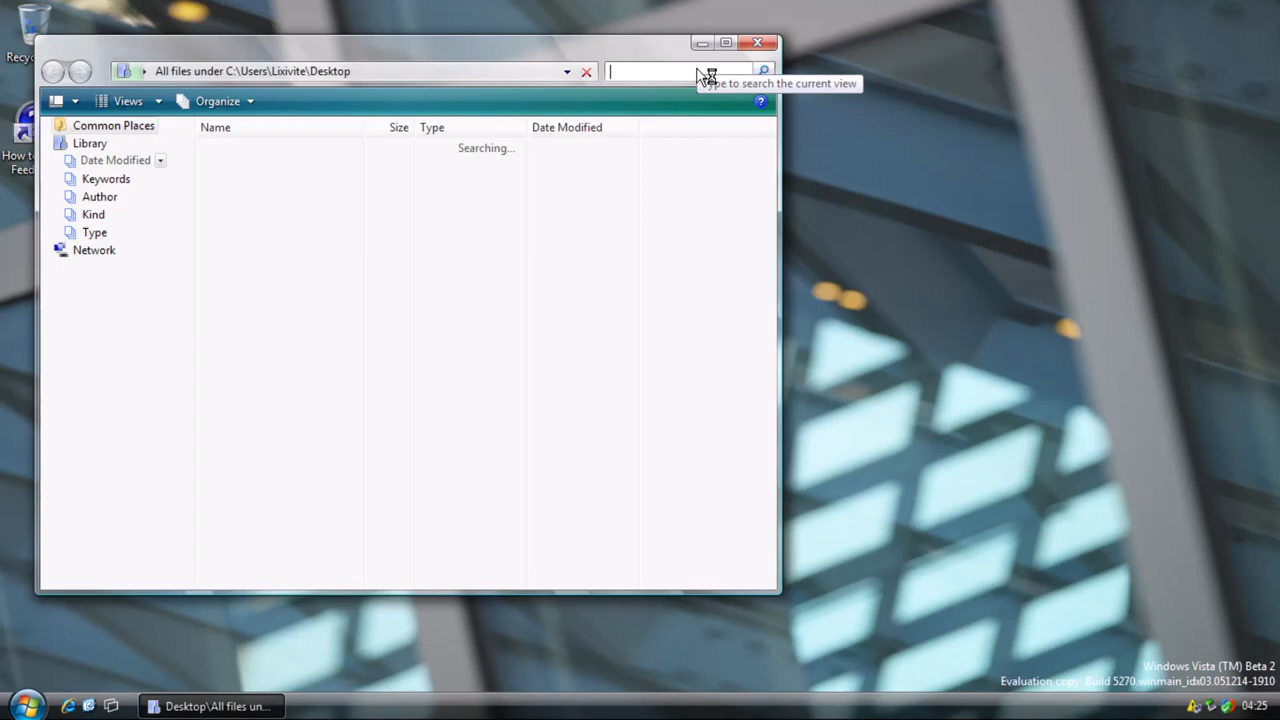 Recyc
How to
Feed
All files under C:\Users\Lixivite\Desktop
Type to search the current view
Views
Organize
Common Places
Library
Date Modified
Keywords
Author
Kind
Type
Network
Name Size Type Date Modified
Searching...
Windows Vista (TM) Beta 2
Evaluation copy. Build 5270.winmain_idx03.051214-1910
Desktop\All files un...
04:25